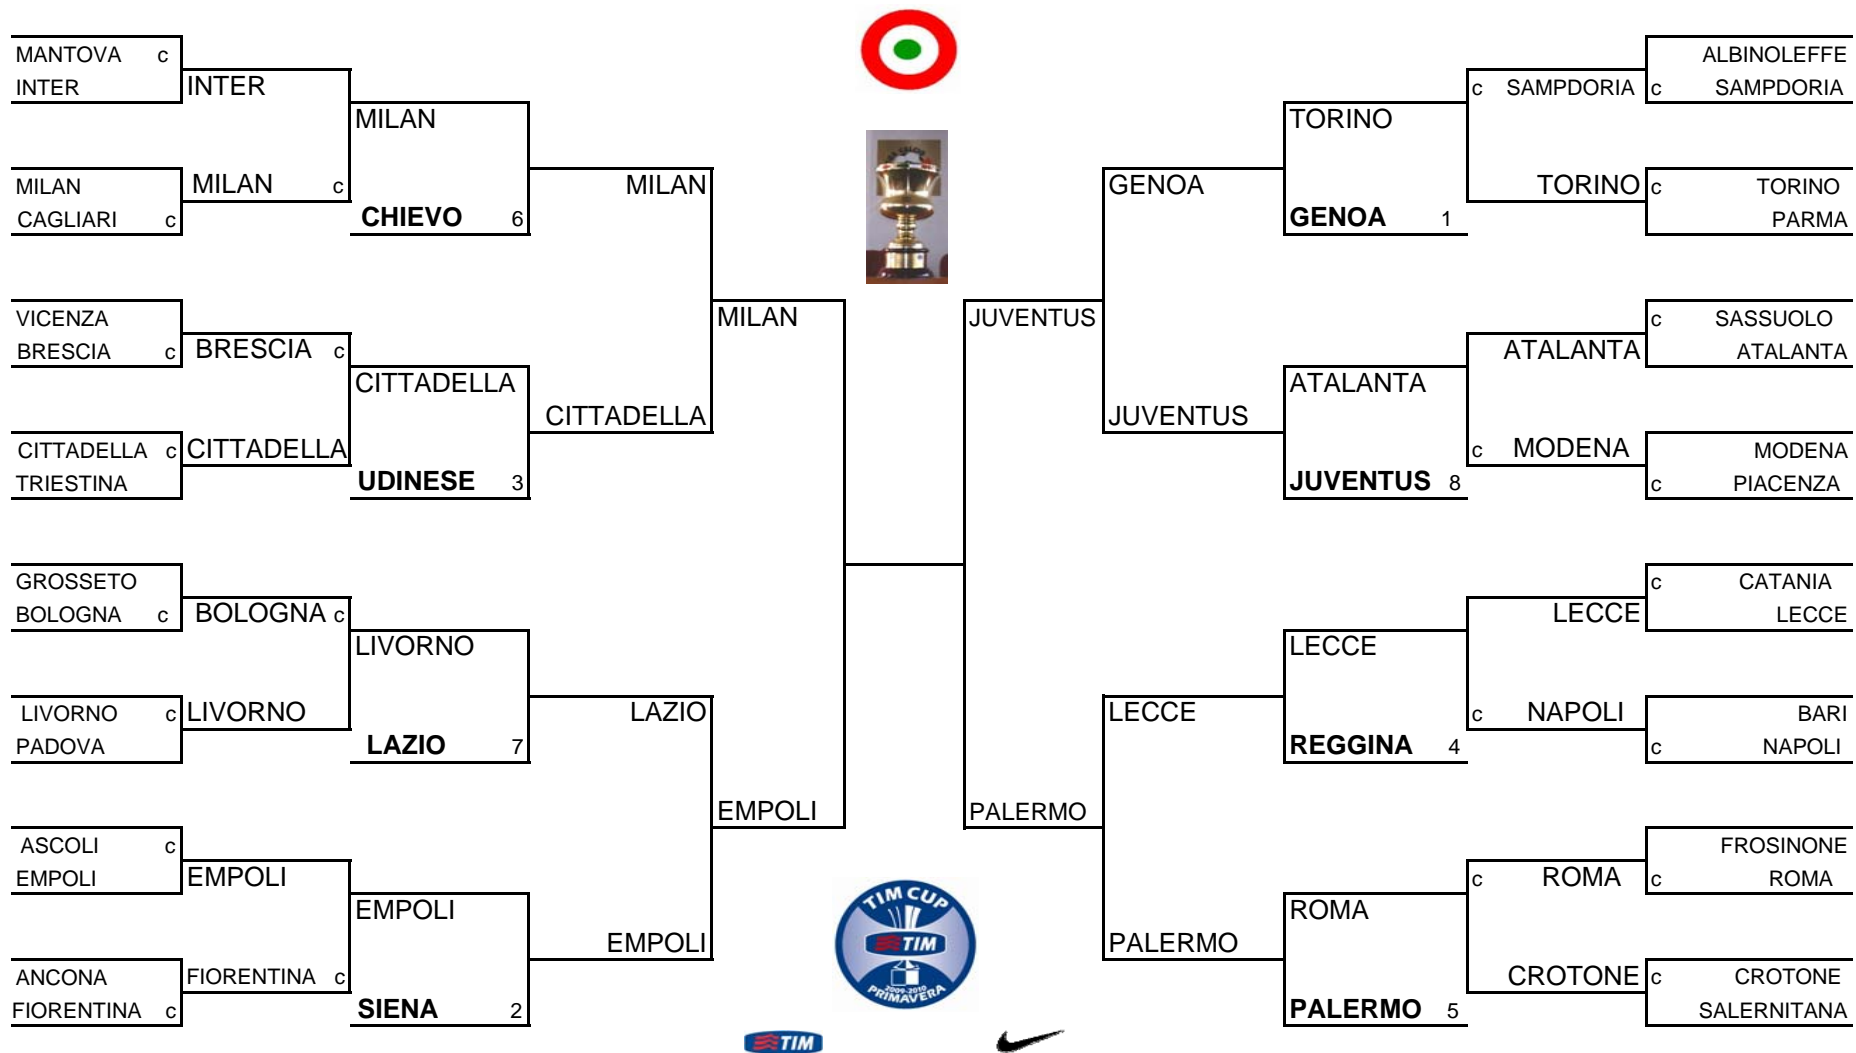 MANTOVA c
INTER
INTER
MILAN
MILAN
CAGLIARI c
MILAN c
CHIEVO 6
MILAN
VICENZA
BRESCIA c
BRESCIA c
CITTADELLA
CITTADELLA c
TRIESTINA
CITTADELLA
UDINESE 3
CITTADELLA
MILAN
GROSSETO
BOLOGNA c
BOLOGNA c
LIVORNO
LIVORNO c
PADOVA
LIVORNO
LAZIO 7
LAZIO
ASCOLI c
EMPOLI
EMPOLI
EMPOLI
ANCONA
FIORENTINA c
FIORENTINA c
SIENA 2
EMPOLI
EMPOLI
JUVENTUS
GENOA
TORINO
c SAMPDORIA
ALBINOLEFFE
c SAMPDORIA
GENOA 1
TORINO
c TORINO
PARMA
JUVENTUS
ATALANTA
ATALANTA
c SASSUOLO
ATALANTA
JUVENTUS 8
c MODENA
MODENA
c PIACENZA
PALERMO
LECCE
LECCE
LECCE
c CATANIA
LECCE
REGGINA 4
c NAPOLI
BARI
c NAPOLI
PALERMO
ROMA
c ROMA
FROSINONE
c ROMA
PALERMO 5
CROTONE
c CROTONE
SALERNITANA
TIM CUP
TIM
2009-2010
PRIMAVERA
TIM